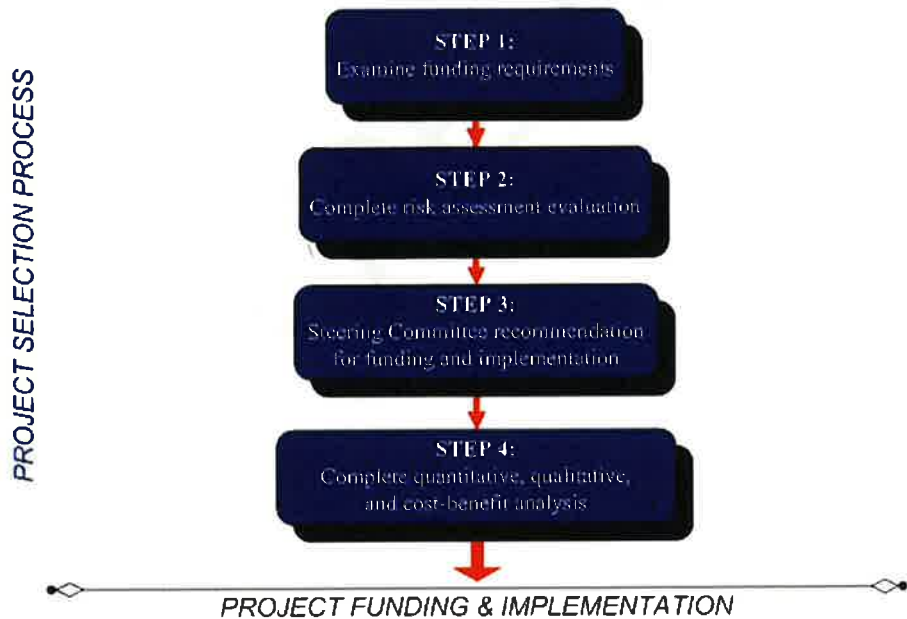 PROJECT SELECTION PROCESS
STEP 1:
Examine funding requirements
STEP 2:
Complete risk assessment evaluation
STEP 3:
Steering Committee recommendation
for funding and implementation
STEP 4:
Complete quantitative, qualitative,
and cost-benefit analysis
PROJECT FUNDING & IMPLEMENTATION